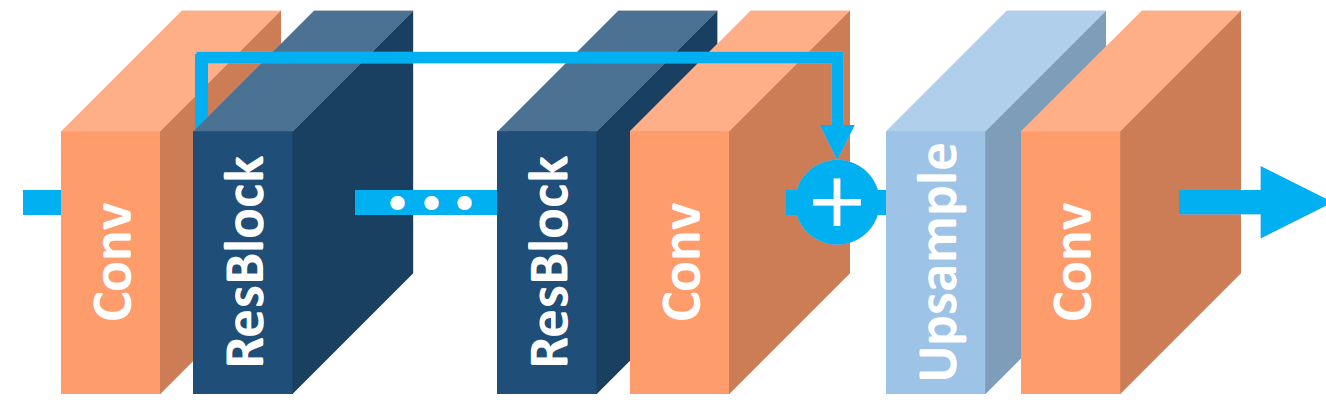 Conv
ResBlock
ResBlock
Conv
Upsample
Conv